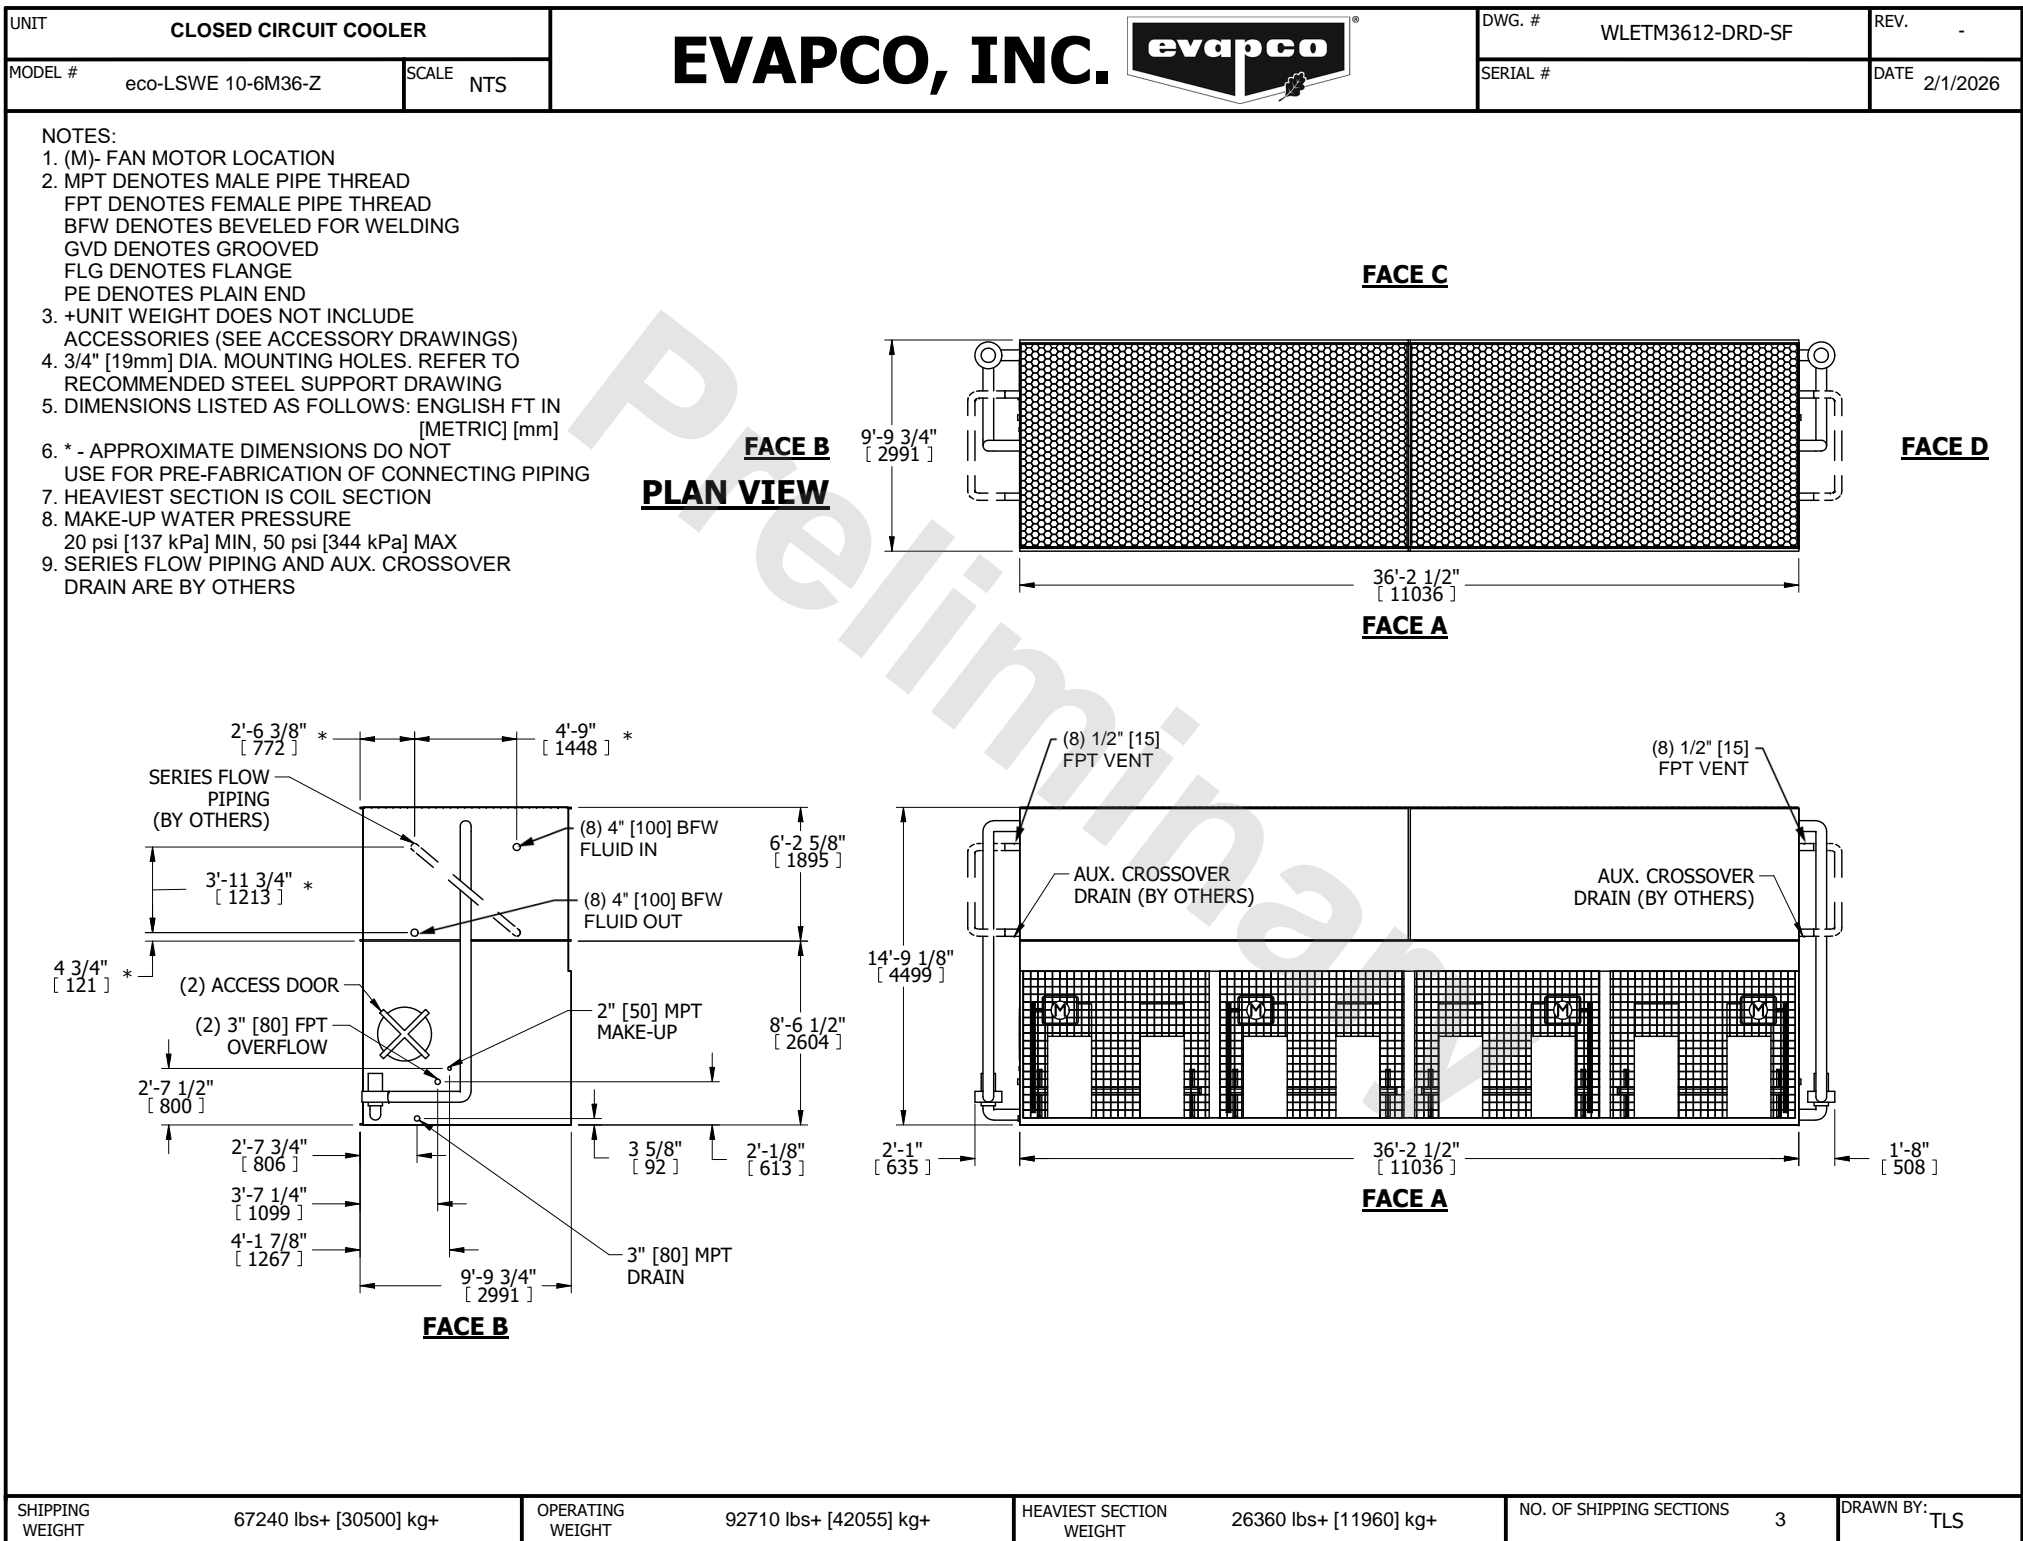 UNIT
CLOSED CIRCUIT COOLER
MODEL #
eco-LSWE 10-6M36-Z
SCALE
NTS
EVAPCO, INC.
evapco
®
DWG. #
WLETM3612-DRD-SF
REV.
-
SERIAL #
DATE
2/1/2026
NOTES:
1. (M)- FAN MOTOR LOCATION
2. MPT DENOTES MALE PIPE THREAD
FPT DENOTES FEMALE PIPE THREAD
BFW DENOTES BEVELED FOR WELDING
GVD DENOTES GROOVED
FLG DENOTES FLANGE
PE DENOTES PLAIN END
3. +UNIT WEIGHT DOES NOT INCLUDE
ACCESSORIES (SEE ACCESSORY DRAWINGS)
4. 3/4" [19mm] DIA. MOUNTING HOLES. REFER TO
RECOMMENDED STEEL SUPPORT DRAWING
5. DIMENSIONS LISTED AS FOLLOWS: ENGLISH FT IN
[METRIC] [mm]
6. * - APPROXIMATE DIMENSIONS DO NOT
USE FOR PRE-FABRICATION OF CONNECTING PIPING
7. HEAVIEST SECTION IS COIL SECTION
8. MAKE-UP WATER PRESSURE
20 psi [137 kPa] MIN, 50 psi [344 kPa] MAX
9. SERIES FLOW PIPING AND AUX. CROSSOVER
DRAIN ARE BY OTHERS
Preliminary
FACE C
FACE B
PLAN VIEW
9'-9 3/4"
[ 2991 ]
FACE D
36'-2 1/2"
[ 11036 ]
FACE A
2'-6 3/8" *
[ 772 ]
4'-9" *
[ 1448 ]
SERIES FLOW
PIPING
(BY OTHERS)
(8) 4" [100] BFW
FLUID IN
6'-2 5/8"
[ 1895 ]
3'-11 3/4" *
[ 1213 ]
(8) 4" [100] BFW
FLUID OUT
4 3/4" *
[ 121 ]
(2) ACCESS DOOR
(2) 3" [80] FPT
OVERFLOW
2" [50] MPT
MAKE-UP
8'-6 1/2"
[ 2604 ]
2'-7 1/2"
[ 800 ]
2'-7 3/4"
[ 806 ]
3 5/8"
[ 92 ]
2'-1/8"
[ 613 ]
3'-7 1/4"
[ 1099 ]
4'-1 7/8"
[ 1267 ]
3" [80] MPT
DRAIN
9'-9 3/4"
[ 2991 ]
FACE B
(8) 1/2" [15]
FPT VENT
(8) 1/2" [15]
FPT VENT
AUX. CROSSOVER
DRAIN (BY OTHERS)
AUX. CROSSOVER
DRAIN (BY OTHERS)
14'-9 1/8"
[ 4499 ]
M
M
M
M
2'-1"
[ 635 ]
36'-2 1/2"
[ 11036 ]
1'-8"
[ 508 ]
FACE A
SHIPPING
WEIGHT
67240 lbs+ [30500] kg+
OPERATING
WEIGHT
92710 lbs+ [42055] kg+
HEAVIEST SECTION
WEIGHT
26360 lbs+ [11960] kg+
NO. OF SHIPPING SECTIONS
3
DRAWN BY:
TLS